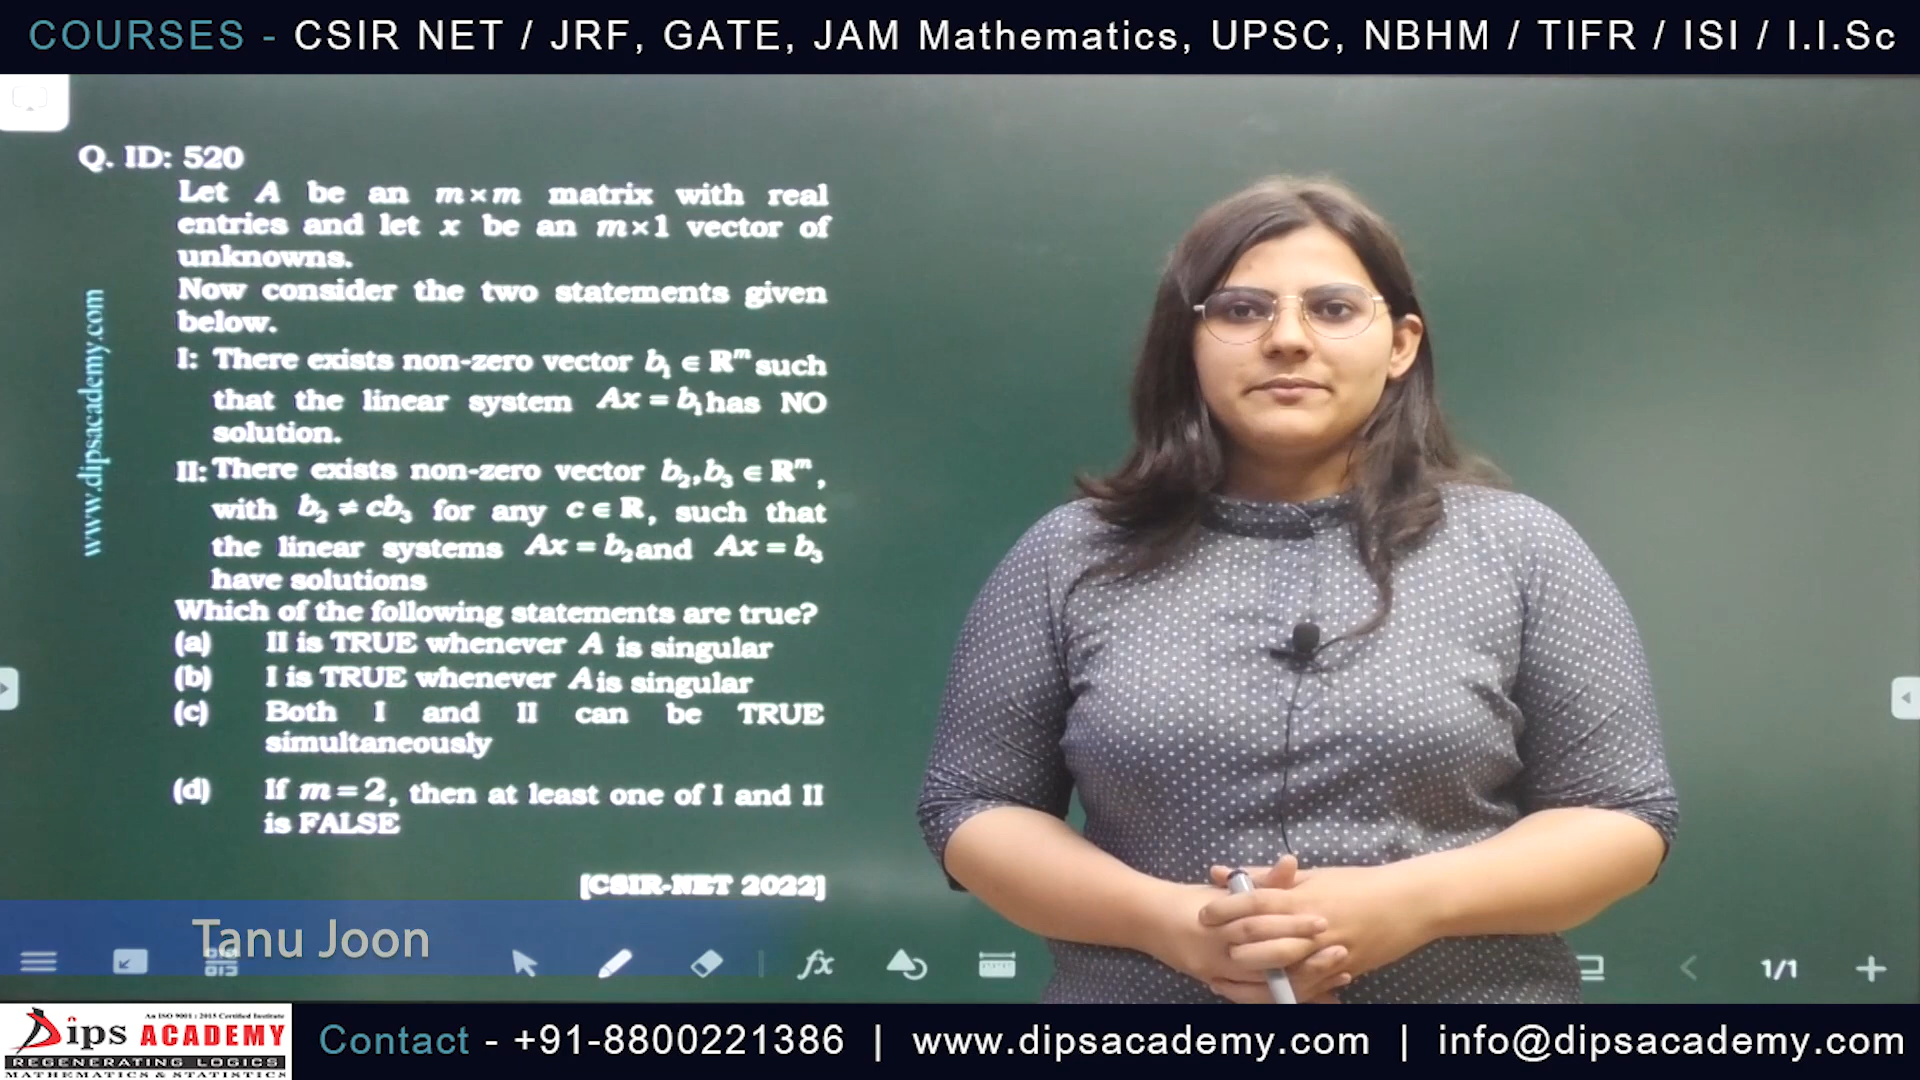 COURSES - CSIR NET / JRF, GATE, JAM Mathematics, UPSC, NBHM / TIFR / ISI / I.I.Sc
Q. ID: 520
Let A be an m×m matrix with real
entries and let x be an m×1 vector of
unknowns.
Now consider the two statements given
below.
I: There exists non-zero vector b₁ ∈ ℝᵐ such
that the linear system Ax = b₁ has NO
solution.
II: There exists non-zero vector b₂,b₃ ∈ ℝᵐ,
with b₂ ≠ cb₃ for any c ∈ ℝ, such that
the linear systems Ax = b₂ and Ax = b₃
have solutions
Which of the following statements are true?
(a) II is TRUE whenever A is singular
(b) I is TRUE whenever A is singular
(c) Both I and II can be TRUE
simultaneously
(d) If m = 2, then at least one of I and II
is FALSE
[CSIR-NET 2022]
www.dipsacademy.com
Tanu Joon
fx
1/1
An ISO 9001 : 2015 Certified Institute
Dips ACADEMY
REGENERATING LOGICS
MATHEMATICS & STATISTICS
Contact - +91-8800221386 | www.dipsacademy.com | info@dipsacademy.com